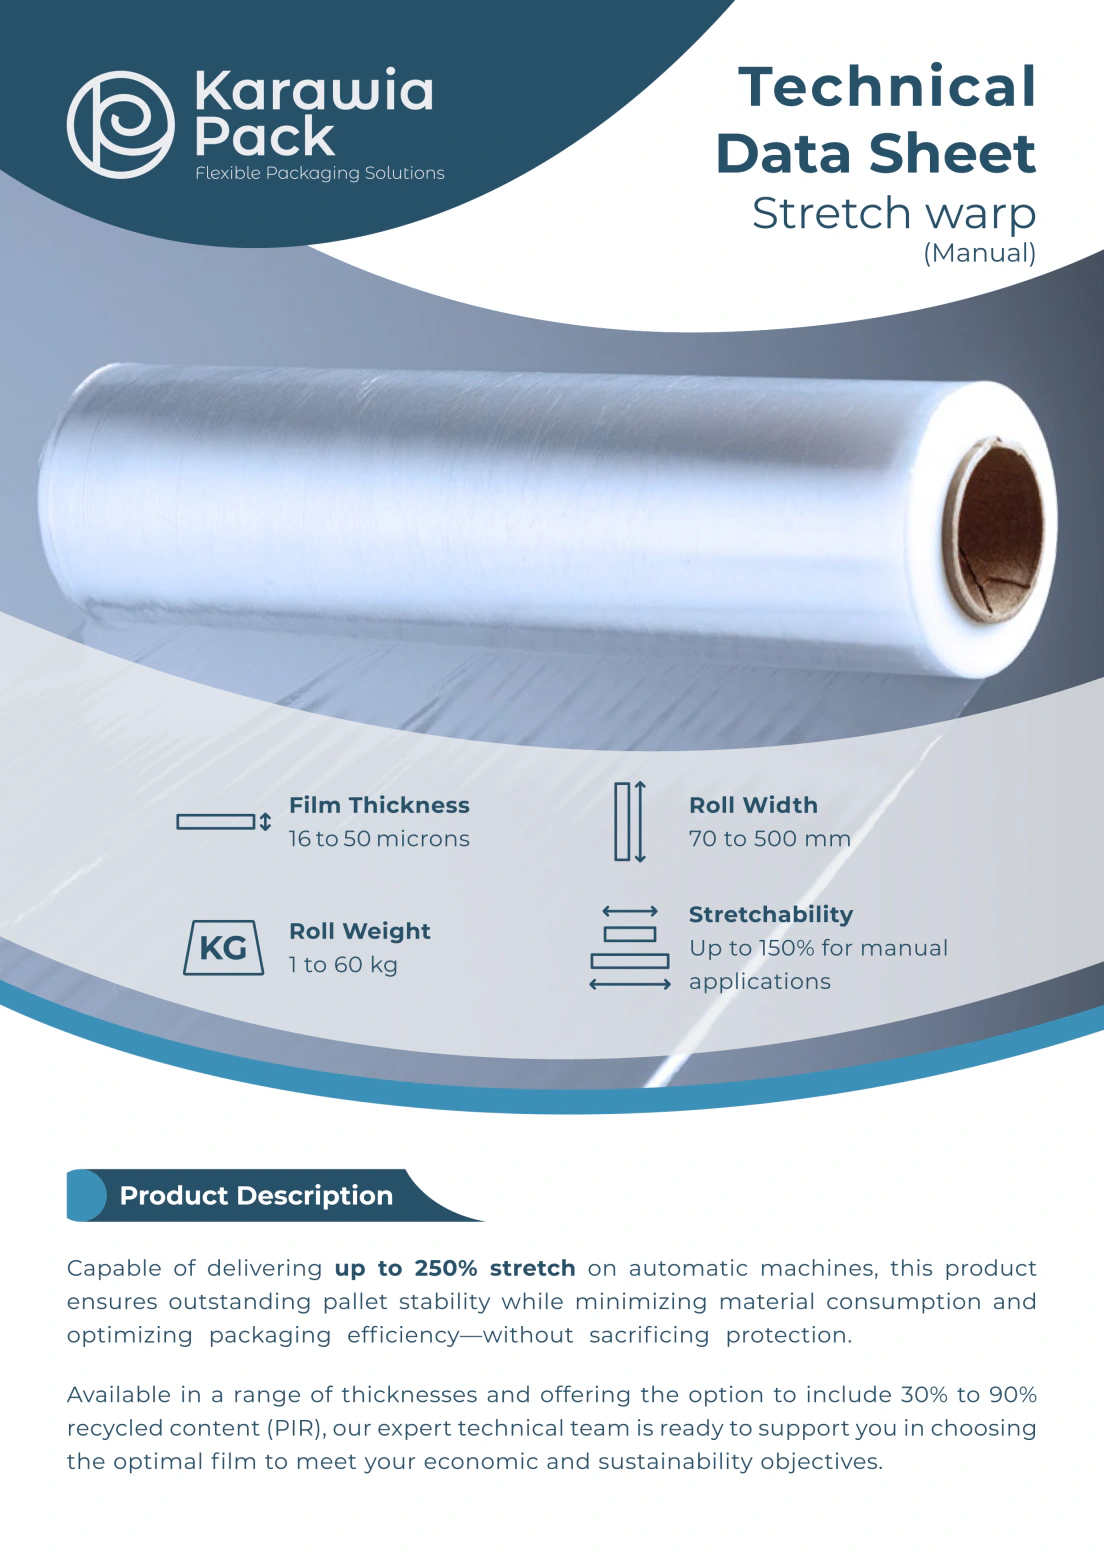 Karawia
Pack
Flexible Packaging Solutions
Technical
Data Sheet
Stretch warp
(Manual)
Film Thickness
16 to 50 microns
Roll Width
70 to 500 mm
KG
Roll Weight
1 to 60 kg
Stretchability
Up to 150% for manual
applications
Product Description
Capable of delivering up to 250% stretch on automatic machines, this product
ensures outstanding pallet stability while minimizing material consumption and
optimizing packaging efficiency—without sacrificing protection.
Available in a range of thicknesses and offering the option to include 30% to 90%
recycled content (PIR), our expert technical team is ready to support you in choosing
the optimal film to meet your economic and sustainability objectives.